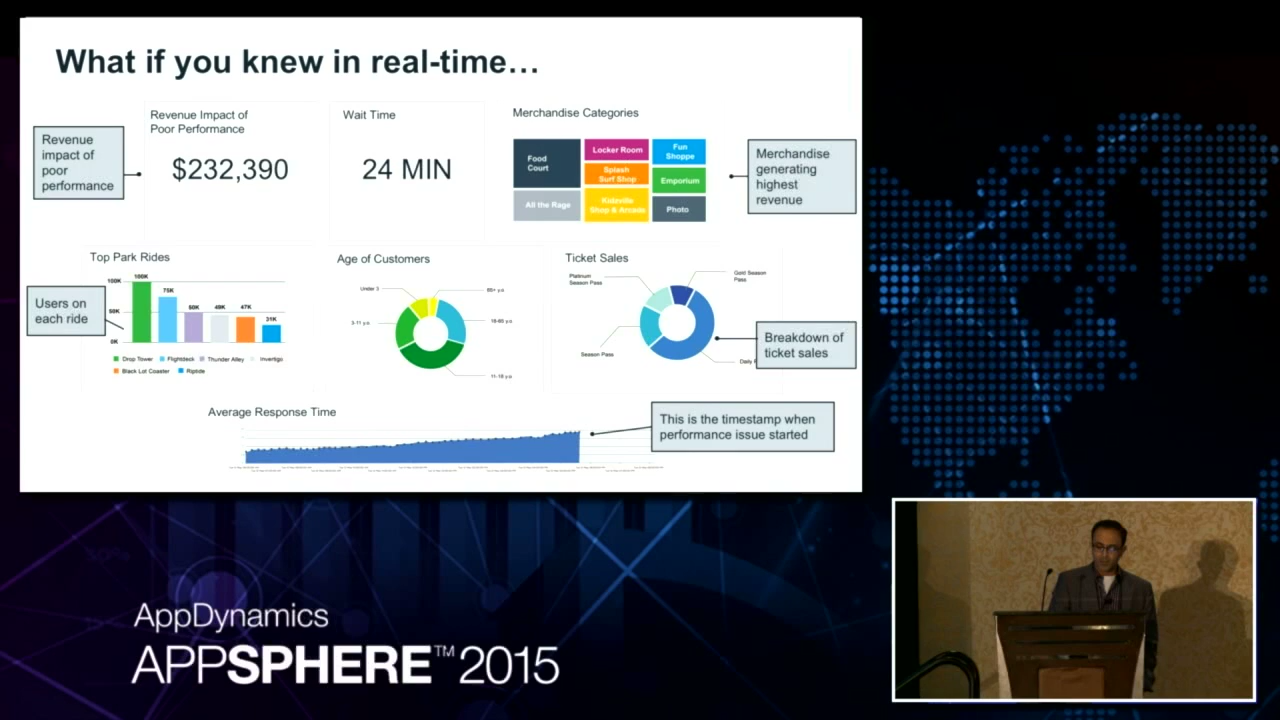 What if you knew in real-time…
Revenue
impact of
poor
performance
Revenue Impact of
Poor Performance
$232,390
Wait Time
24 MIN
Merchandise Categories
Food
Court
Locker Room
Fun
Shoppe
Splash
Surf Shop
Emporium
All the Rage
Kidzville
Shop & Arcade
Photo
Merchandise
generating
highest
revenue
Top Park Rides
Users on
each ride
100K
50K
0K
100K
75K
50K
48K
47K
31K
Drop Tower
Flightdeck
Thunder Alley
Invertigo
Black Lot Coaster
Riptide
Age of Customers
Under 3
65+ y.o
3-11 y.o
11-18 y.o
Ticket Sales
Platinum
Season Pass
Gold Season
Pass
Season Pass
Daily
Breakdown of
ticket sales
Average Response Time
This is the timestamp when
performance issue started
AppDynamics
APPSPHERE™ 2015